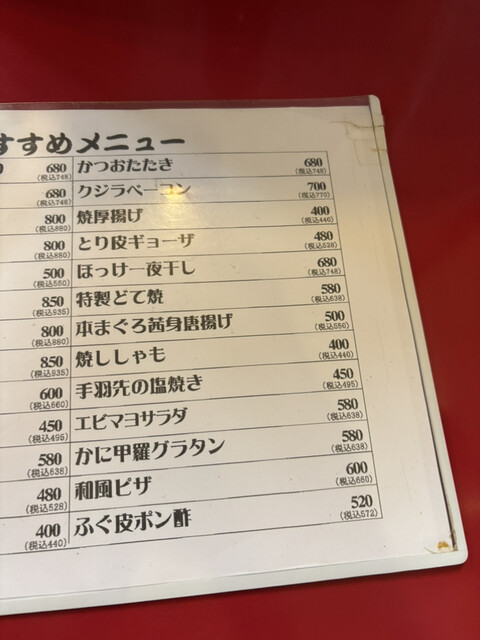 すすめメニュー
680
(税込748)
かつおたたき
680
(税込748)
680
(税込748)
クジラベーコン
700
(税込770)
800
(税込880)
焼厚揚げ
400
(税込440)
800
(税込880)
とり皮ギョーザ
480
(税込528)
500
(税込550)
ほっけ一夜干し
680
(税込748)
850
(税込935)
特製どて焼
580
(税込638)
800
(税込880)
本まぐろ茜身唐揚げ
500
(税込550)
850
(税込935)
焼ししゃも
400
(税込440)
600
(税込660)
手羽先の塩焼き
450
(税込495)
450
(税込495)
エビマヨサラダ
580
(税込638)
580
(税込638)
かに甲羅グラタン
580
(税込638)
480
(税込528)
和風ピザ
600
(税込660)
400
(税込440)
ふぐ皮ポン酢
520
(税込572)